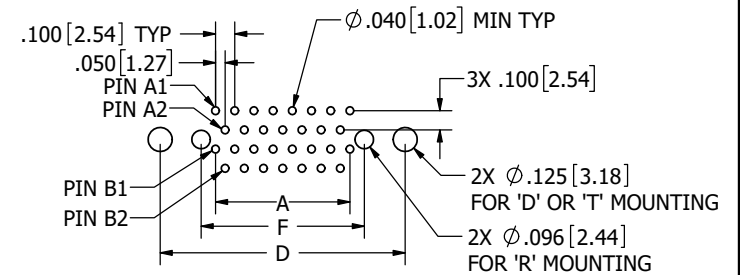 .100[2.54] TYP
⌀.040[1.02] MIN TYP
.050[1.27]
PIN A1
3X .100[2.54]
PIN A2
PIN B1
PIN B2
A
F
D
2X ⌀.125[3.18]
FOR 'D' OR 'T' MOUNTING
2X ⌀.096[2.44]
FOR 'R' MOUNTING